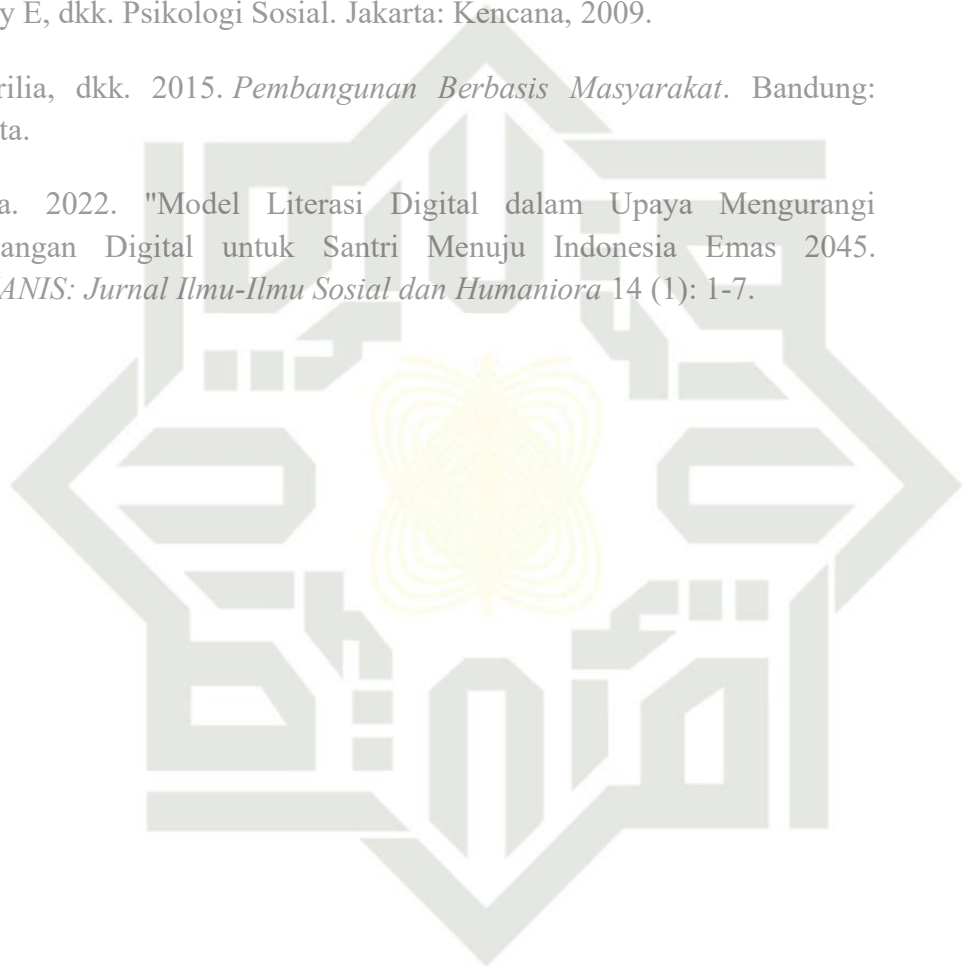 y E, dkk. Psikologi Sosial. Jakarta: Kencana, 2009.
rilia, dkk. 2015. Pembangunan Berbasis Masyarakat. Bandung:
ta.
a. 2022. "Model Literasi Digital dalam Upaya Mengurangi
angan Digital untuk Santri Menuju Indonesia Emas 2045.
ANIS: Jurnal Ilmu-Ilmu Sosial dan Humaniora 14 (1): 1-7.